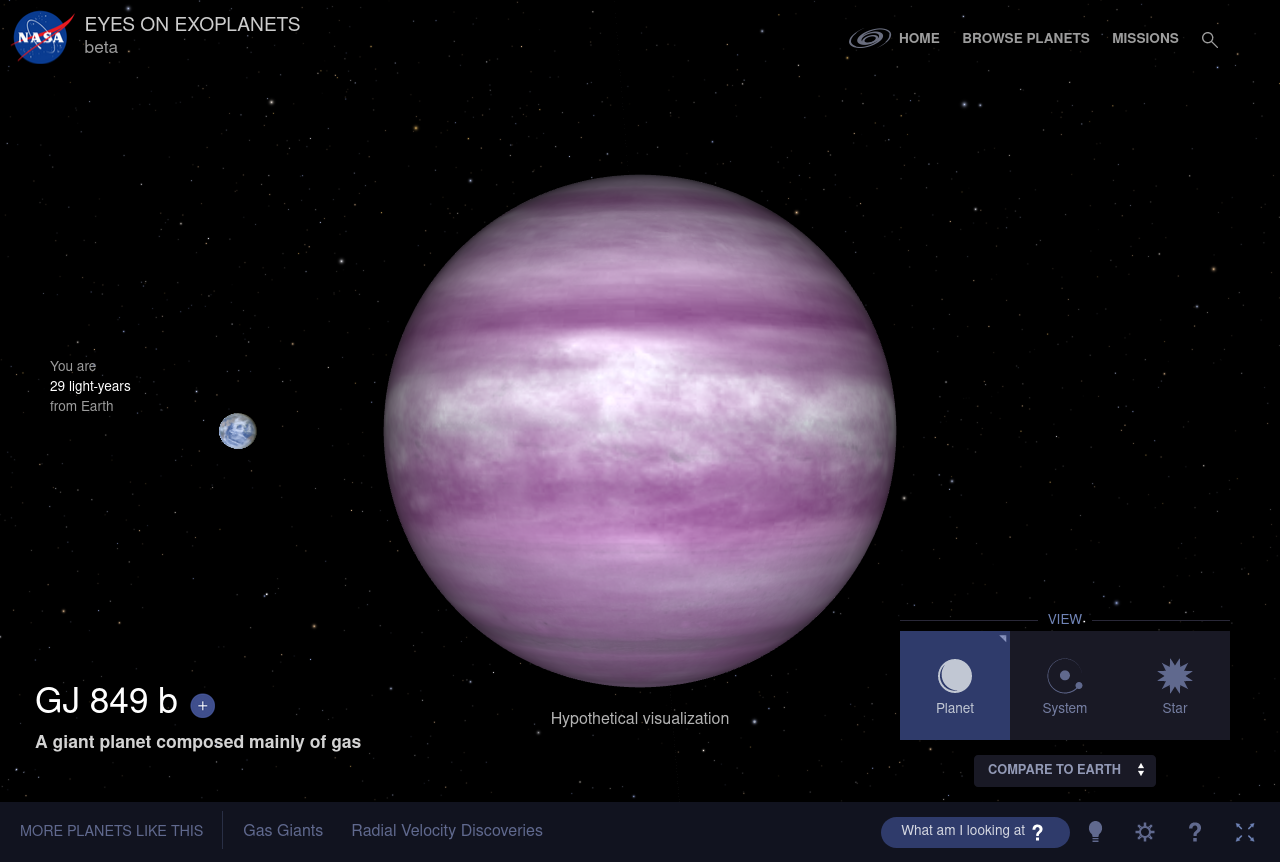 NASA
EYES ON EXOPLANETS
beta
HOME
BROWSE PLANETS
MISSIONS
You are
29 light-years
from Earth
GJ 849 b +
A giant planet composed mainly of gas
Hypothetical visualization
VIEW
Planet
System
Star
COMPARE TO EARTH
MORE PLANETS LIKE THIS
Gas Giants
Radial Velocity Discoveries
What am I looking at ?
?